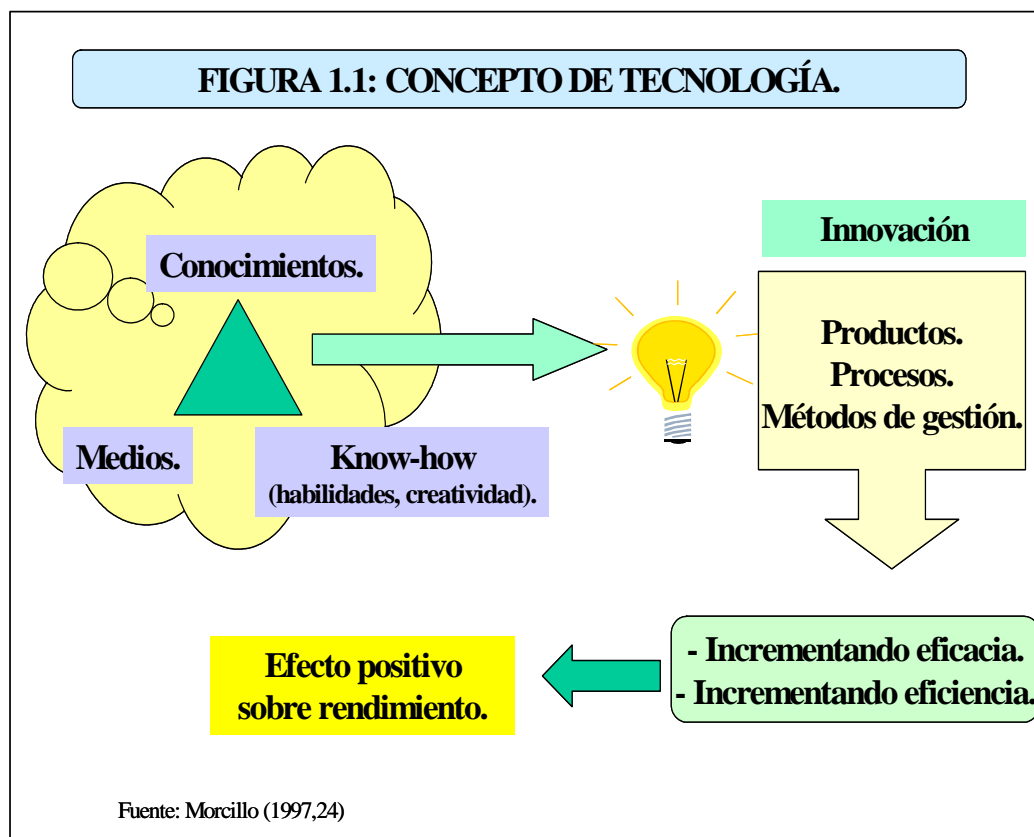 FIGURA 1.1: CONCEPTO DE TECNOLOGÍA.
Conocimientos.
Medios.
Know-how
(habilidades, creatividad).
Innovación
Productos.
Procesos.
Métodos de gestión.
- Incrementando eficacia.
- Incrementando eficiencia.
Efecto positivo
sobre rendimiento.
Fuente: Morcillo (1997,24)